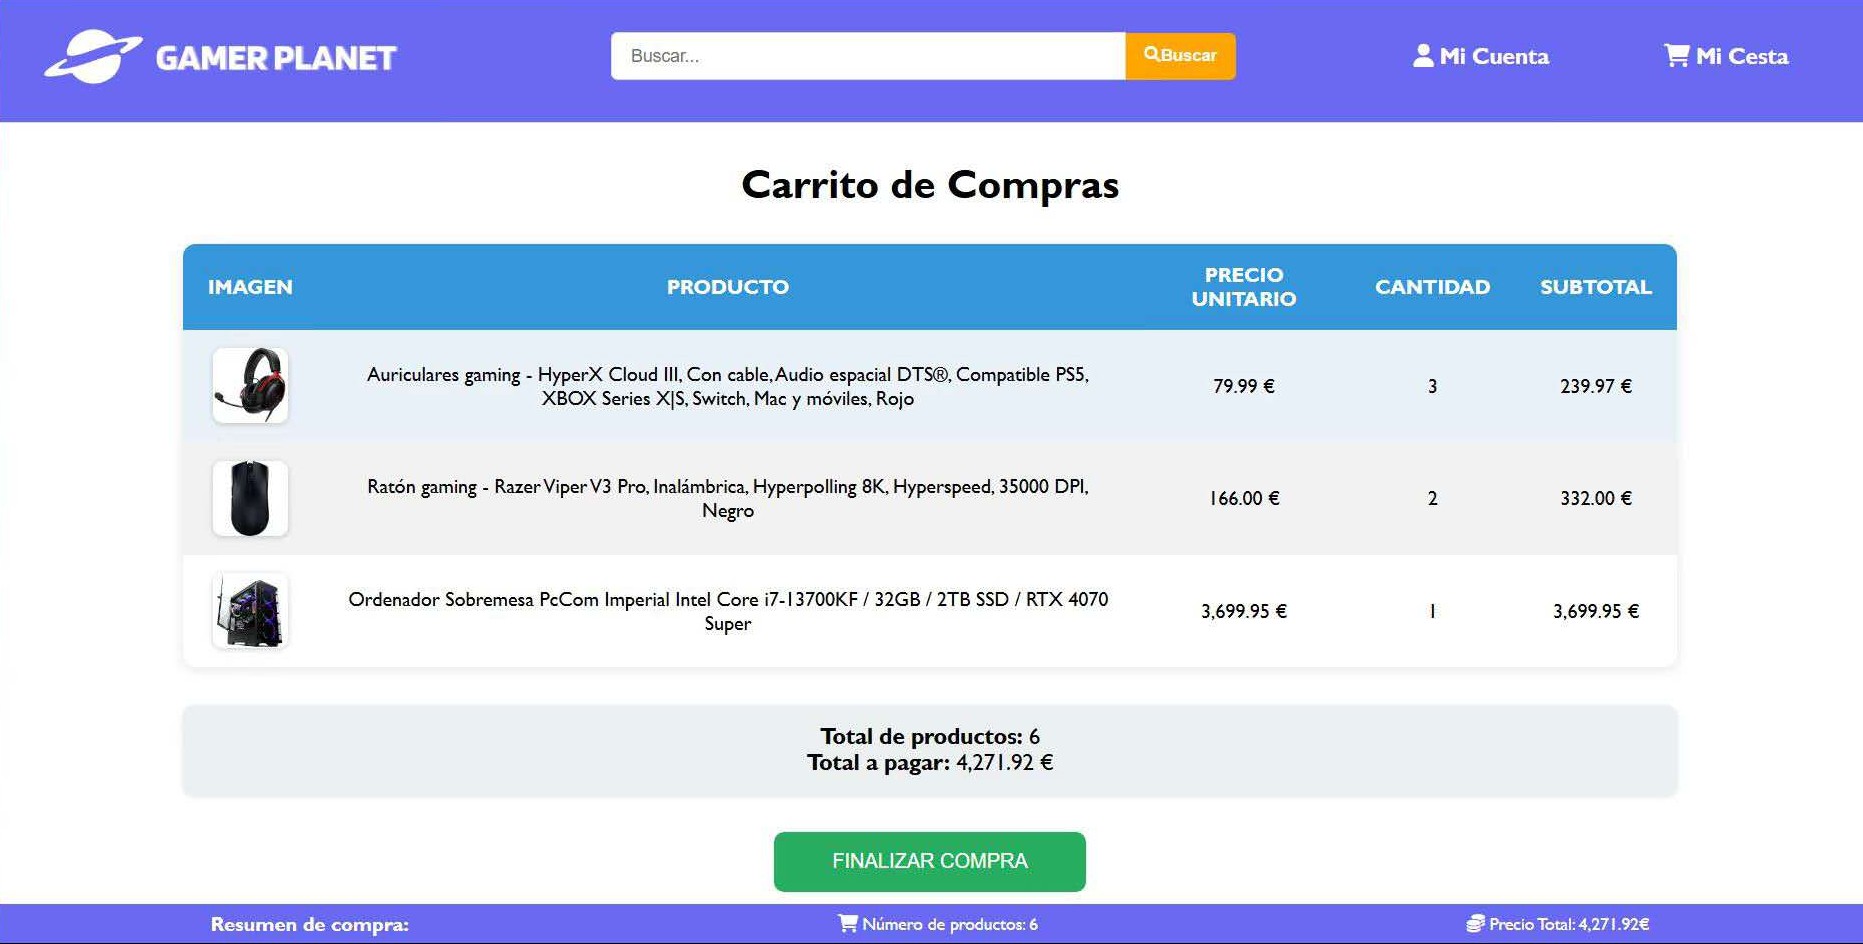 GAMER PLANET
Buscar...
Buscar
Mi Cuenta
Mi Cesta
Carrito de Compras
IMAGEN
PRODUCTO
PRECIO
UNITARIO
CANTIDAD
SUBTOTAL
Auriculares gaming - HyperX Cloud III, Con cable, Audio espacial DTS®, Compatible PS5,
XBOX Series X|S, Switch, Mac y móviles, Rojo
79.99 €
3
239.97 €
Ratón gaming - Razer Viper V3 Pro, Inalámbrica, Hyperpolling 8K, Hyperspeed, 35000 DPI,
Negro
166.00 €
2
332.00 €
Ordenador Sobremesa PcCom Imperial Intel Core i7-13700KF / 32GB / 2TB SSD / RTX 4070
Super
3,699.95 €
1
3,699.95 €
Total de productos: 6
Total a pagar: 4,271.92 €
FINALIZAR COMPRA
Resumen de compra:
Número de productos: 6
Precio Total: 4,271.92€